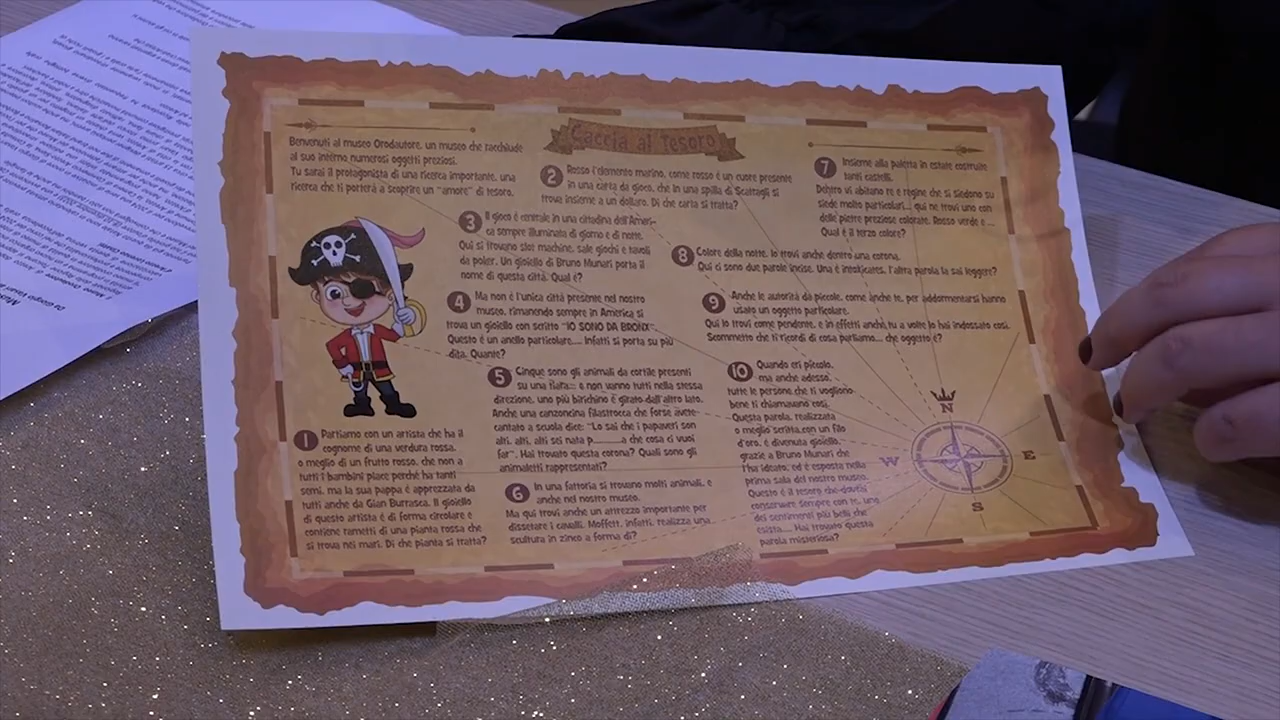 Caccia al Tesoro
Benvenuti al museo Orodautore, un museo che racchiude
al suo interno numerosi oggetti preziosi.
Tu sarai il protagonista di una ricerca importante, una
ricerca che ti porterà a scoprire un "amore" di tesoro.
1 Partiamo con un artista che ha il
cognome di una verdura rossa,
o meglio di un frutto rosso, che non a
tutti i bambini piace perché ha tanti
semi, ma la sua pappa è apprezzata da
tutti anche da Gian Burrasca. Il gioiello
di questo artista è di forma circolare e
contiene rametti di una pianta rossa che
si trova nei mari. Di che pianta si tratta?
2 Rosso l'elemento marino, come rosso è un cuore presente
in una carta da gioco, che in una spilla di Scattagli si
trova insieme a un dollaro. Di che carta si tratta?
3 Il gioco è centrale in una cittadina dell'Ameri-
ca sempre illuminata di giorno e di notte.
Qui si trovano slot machine, sale giochi e tavoli
da poker. Un gioiello di Bruno Munari porta il
nome di questa città. Qual è?
4 Ma non è l'unica città presente nel nostro
museo, rimanendo sempre in America si
trova un gioiello con scritto "IO SONO DA BRONX".
Questo è un anello particolare.... Infatti si porta su più
dita. Quante?
5 Cinque sono gli animali da cortile presenti
su una tiara... e non vanno tutti nella stessa
direzione, uno più birichino è girato dall'altro lato.
Anche una canzoncina filastrocca che forse avete
cantato a scuola dice: "Lo sai che i papaveri son
alti, alti, alti sei nata p..........a che cosa ci vuoi
far". Hai trovato questa corona? Quali sono gli
animaletti rappresentati?
6 In una fattoria si trovano molti animali, e
anche nel nostro museo.
Ma qui trovi anche un attrezzo importante per
dissetare i cavalli. Moffett, infatti, realizza una
scultura in zinco a forma di?
7 Insieme alla paletta in estate costruite
tanti castelli.
Dentro vi abitano re e regine che si siedono su
siede molto particolari... qui ne trovi uno con
delle pietre preziose colorate. Rosso verde e ...
Qual è il terzo colore?
8 Colore della notte, lo trovi anche dentro una corona.
Qui ci sono due parole incise. Una è intoxicates, l'altra parola la sai leggere?
9 Anche le autorità da piccole, come anche te, per addormentarsi hanno
usato un oggetto particolare.
Qui lo trovi come pendente, e in effetti anche tu a volte lo hai indossato così.
Scommetto che ti ricordi di cosa parliamo... che oggetto è?
10 Quando eri piccolo,
ma anche adesso,
tutte le persone che ti vogliono
bene ti chiamavano così.
Questa parola, realizzata
o meglio scritta con un filo
d'oro, è divenuta gioiello,
grazie a Bruno Munari che
l'ha ideato, ed è esposta nella
prima sala del nostro museo.
Questo è il tesoro che dovrai
conservare sempre con te, uno
dei sentimenti più belli che
esista.... Hai trovato questa
parola misteriosa?
N
W E
S